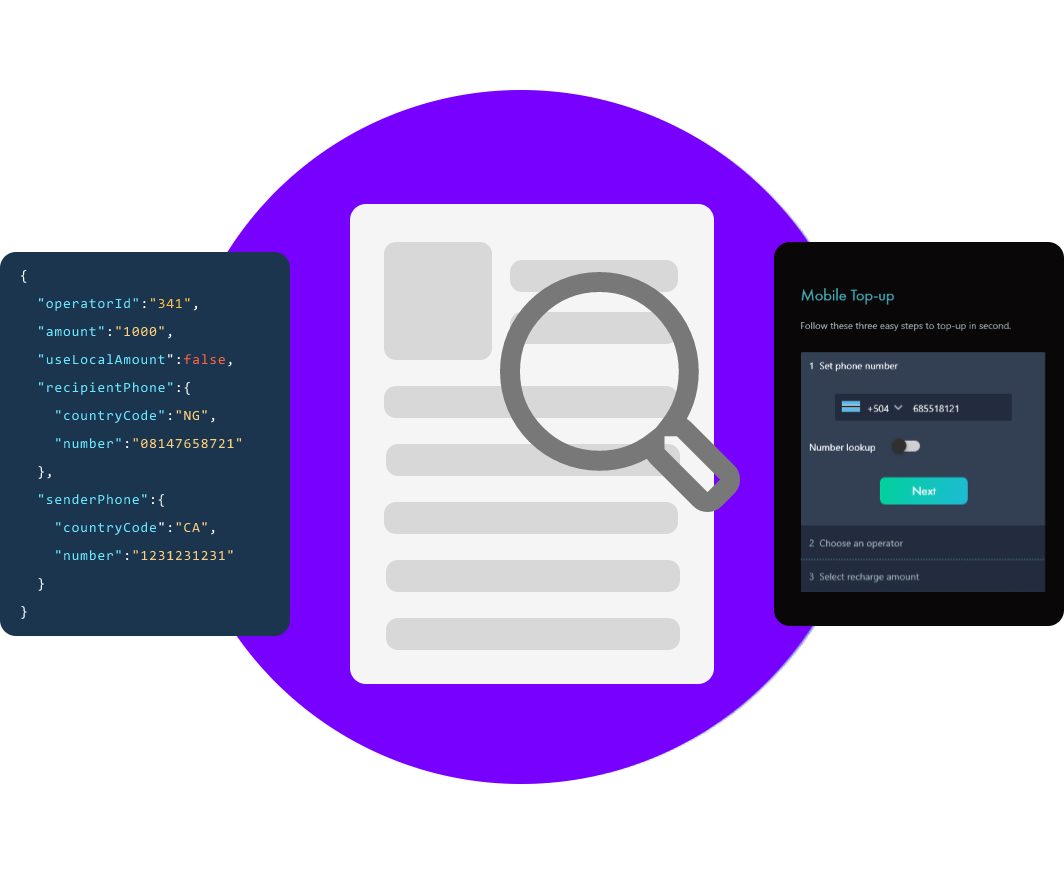 {
"operatorId":"341",
"amount":"1000",
"useLocalAmount":false,
"recipientPhone":{
"countryCode":"NG",
"number":"08147658721"
},
"senderPhone":{
"countryCode":"CA",
"number":"1231231231"
}
}
Mobile Top-up
Follow these three easy steps to top-up in second.
1 Set phone number
+504 685518121
Number lookup
Next
2 Choose an operator
3 Select recharge amount